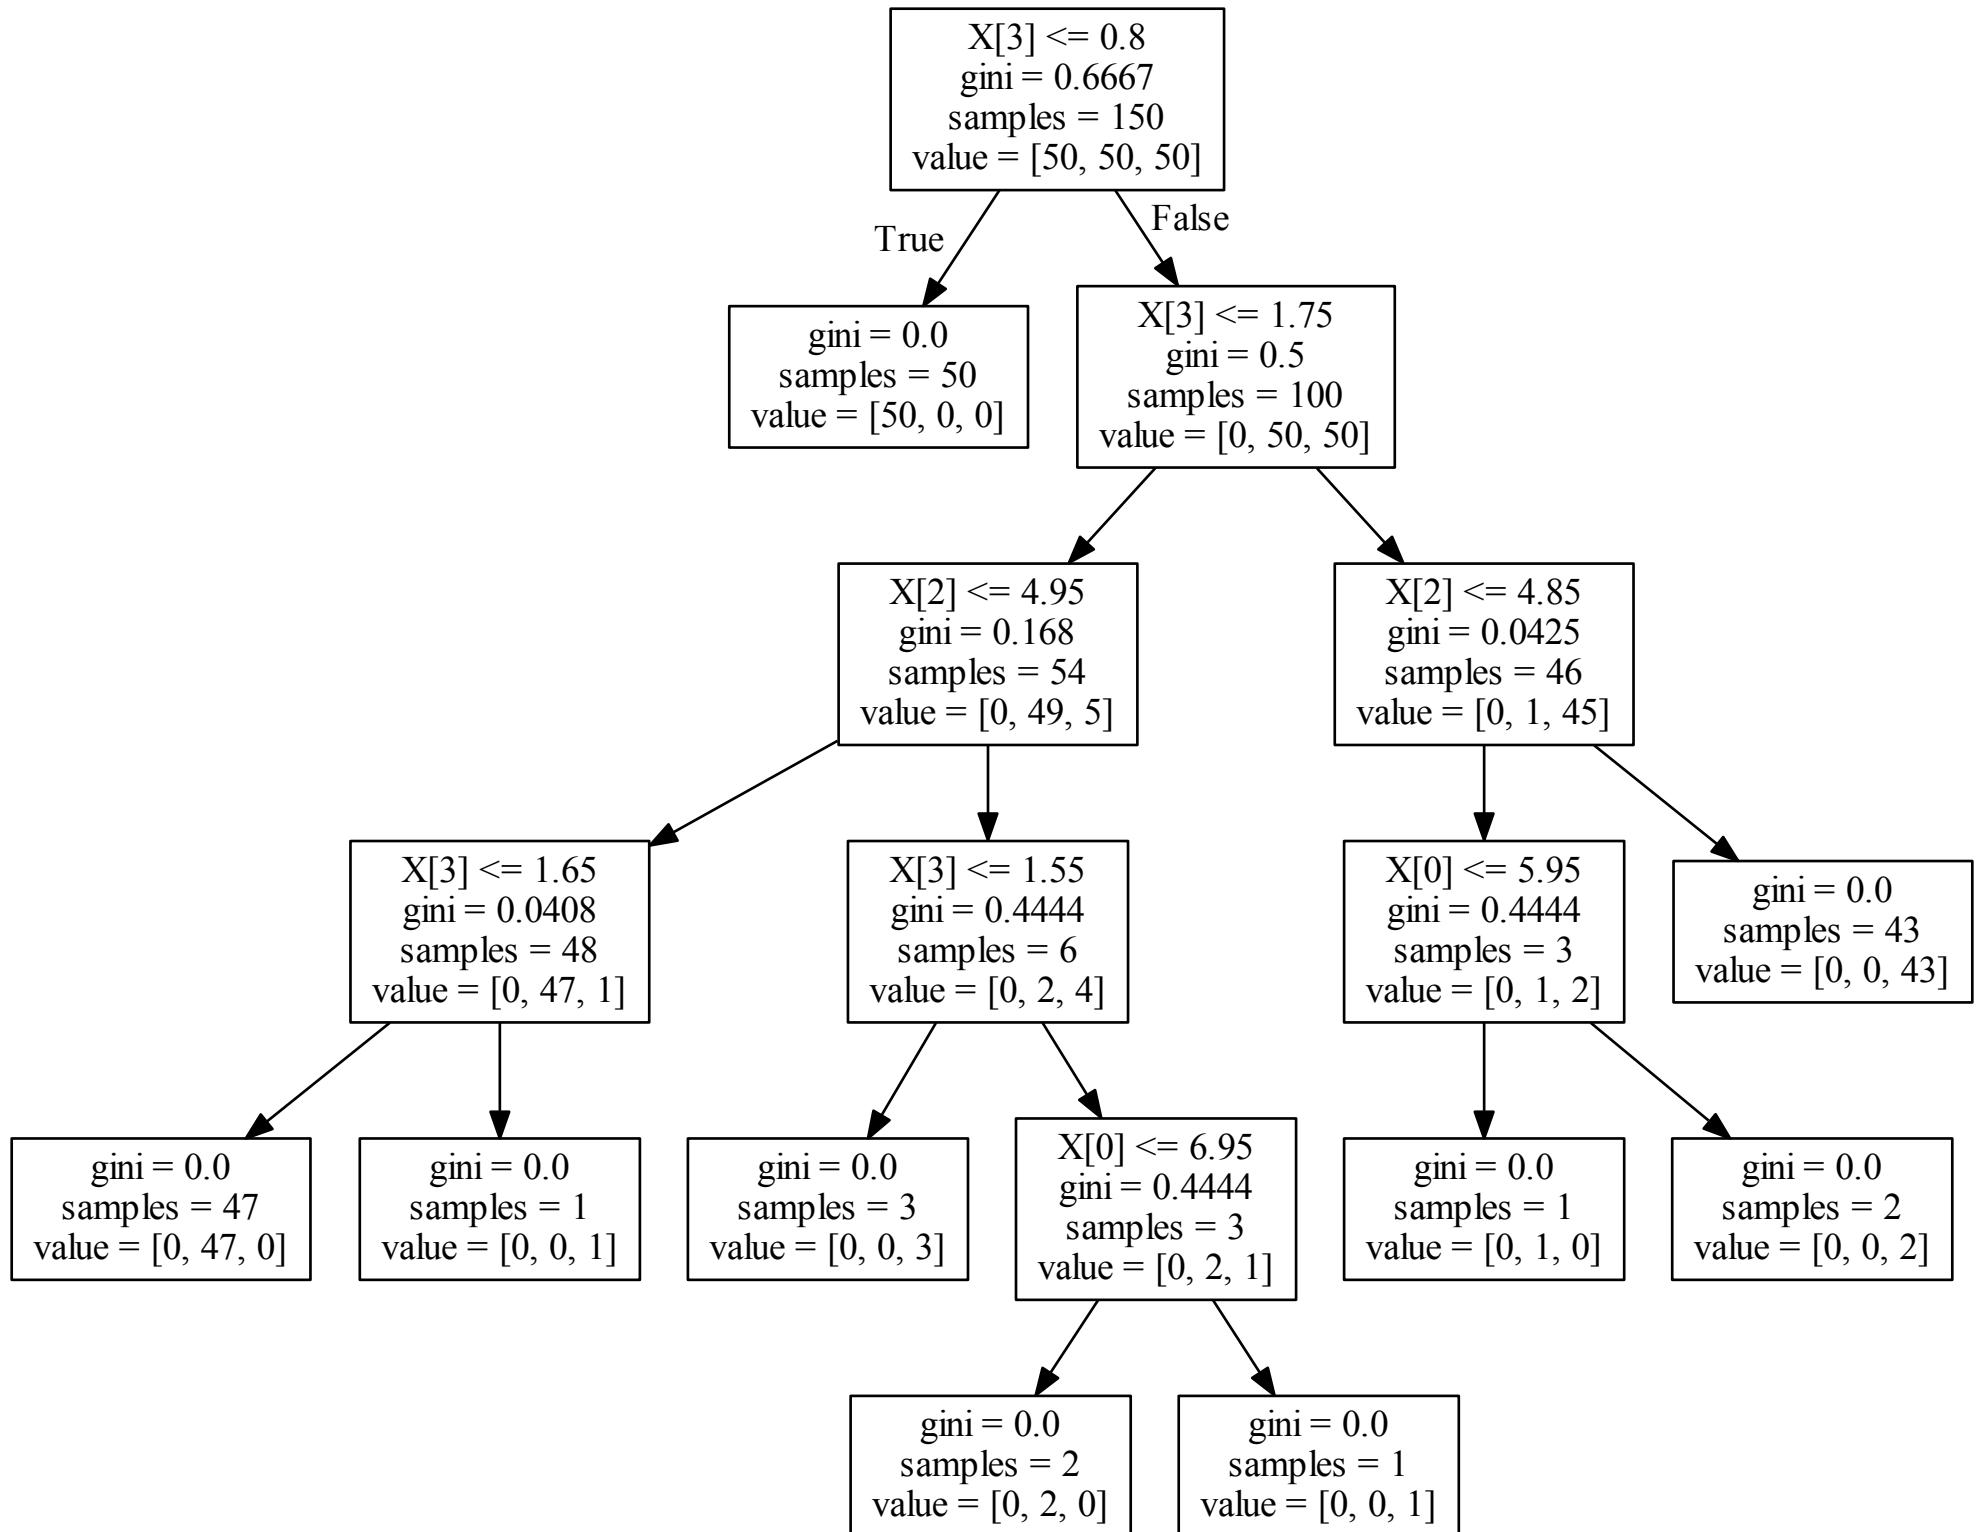 X[3] <= 0.8
gini = 0.6667
samples = 150
value = [50, 50, 50]
True
False
gini = 0.0
samples = 50
value = [50, 0, 0]
X[3] <= 1.75
gini = 0.5
samples = 100
value = [0, 50, 50]
X[2] <= 4.95
gini = 0.168
samples = 54
value = [0, 49, 5]
X[2] <= 4.85
gini = 0.0425
samples = 46
value = [0, 1, 45]
X[3] <= 1.65
gini = 0.0408
samples = 48
value = [0, 47, 1]
X[3] <= 1.55
gini = 0.4444
samples = 6
value = [0, 2, 4]
X[0] <= 5.95
gini = 0.4444
samples = 3
value = [0, 1, 2]
gini = 0.0
samples = 43
value = [0, 0, 43]
gini = 0.0
samples = 47
value = [0, 47, 0]
gini = 0.0
samples = 1
value = [0, 0, 1]
gini = 0.0
samples = 3
value = [0, 0, 3]
X[0] <= 6.95
gini = 0.4444
samples = 3
value = [0, 2, 1]
gini = 0.0
samples = 1
value = [0, 1, 0]
gini = 0.0
samples = 2
value = [0, 0, 2]
gini = 0.0
samples = 2
value = [0, 2, 0]
gini = 0.0
samples = 1
value = [0, 0, 1]